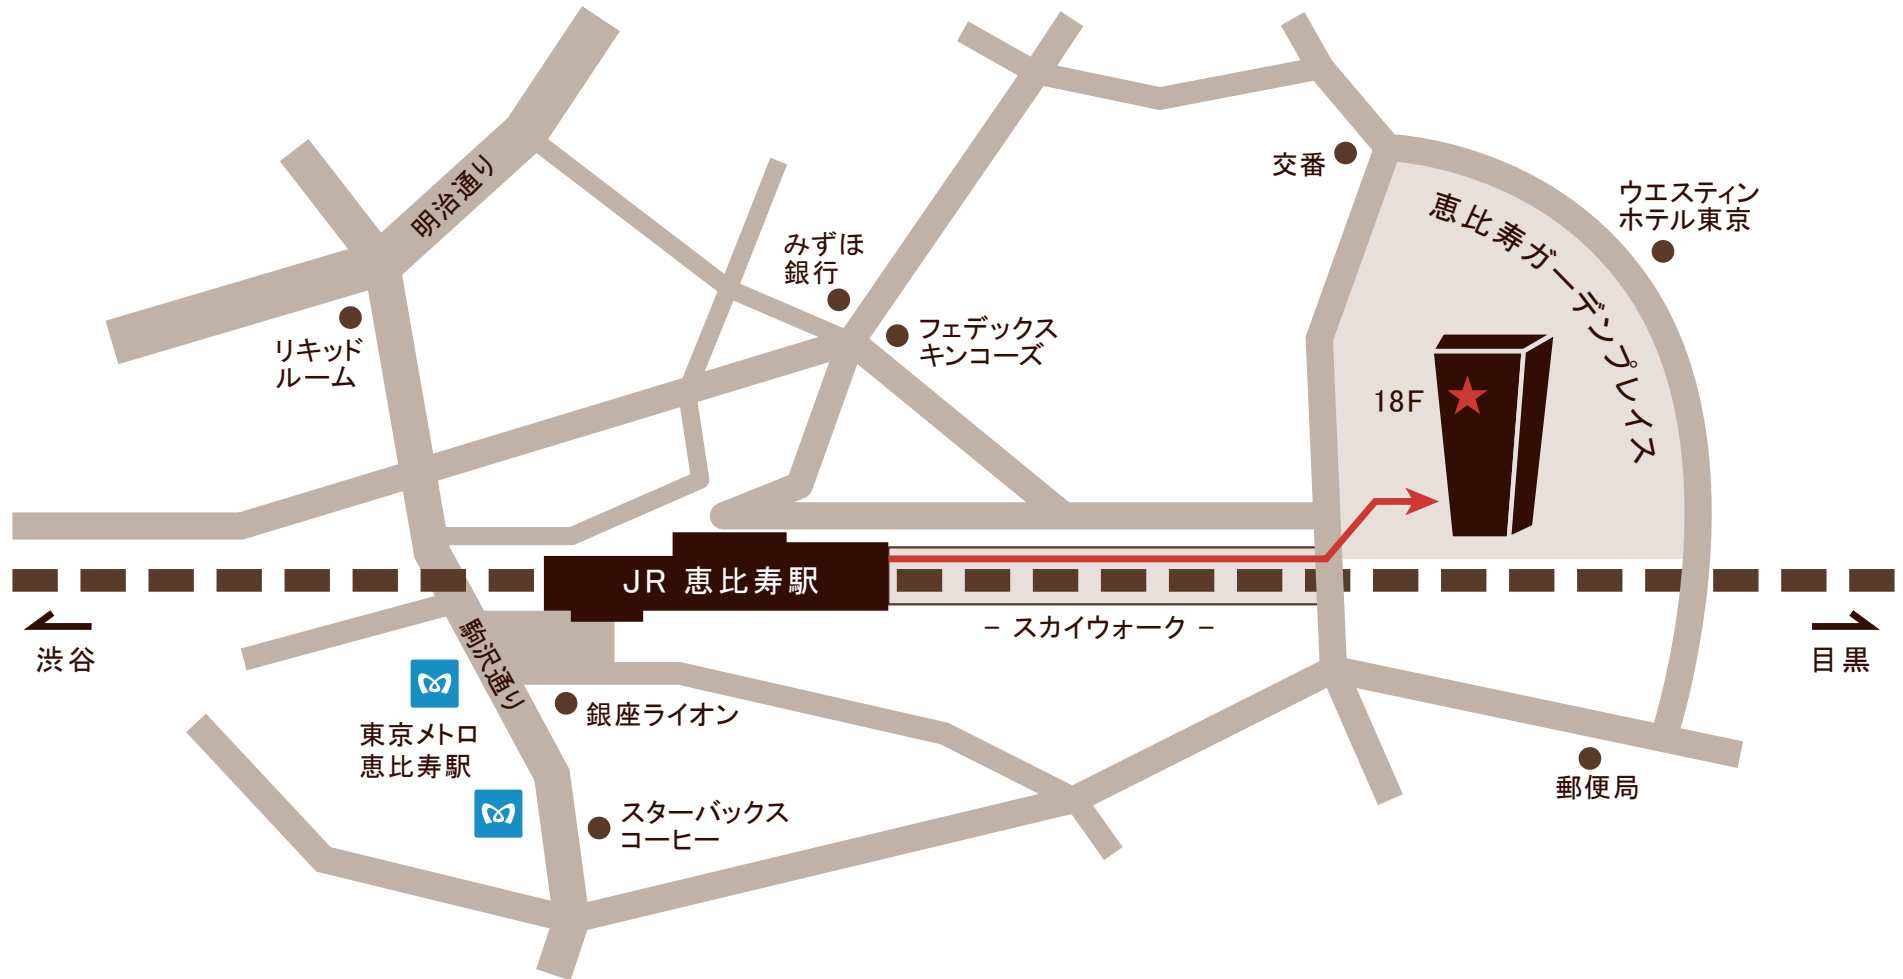 明治通り
交番
ウエスティン
ホテル東京
恵比寿ガーデンプレイス
みずほ
銀行
フェデックス
キンコーズ
リキッド
ルーム
18F
JR 恵比寿駅
– スカイウォーク –
渋谷
目黒
駒沢通り
銀座ライオン
東京メトロ
恵比寿駅
郵便局
スターバックス
コーヒー